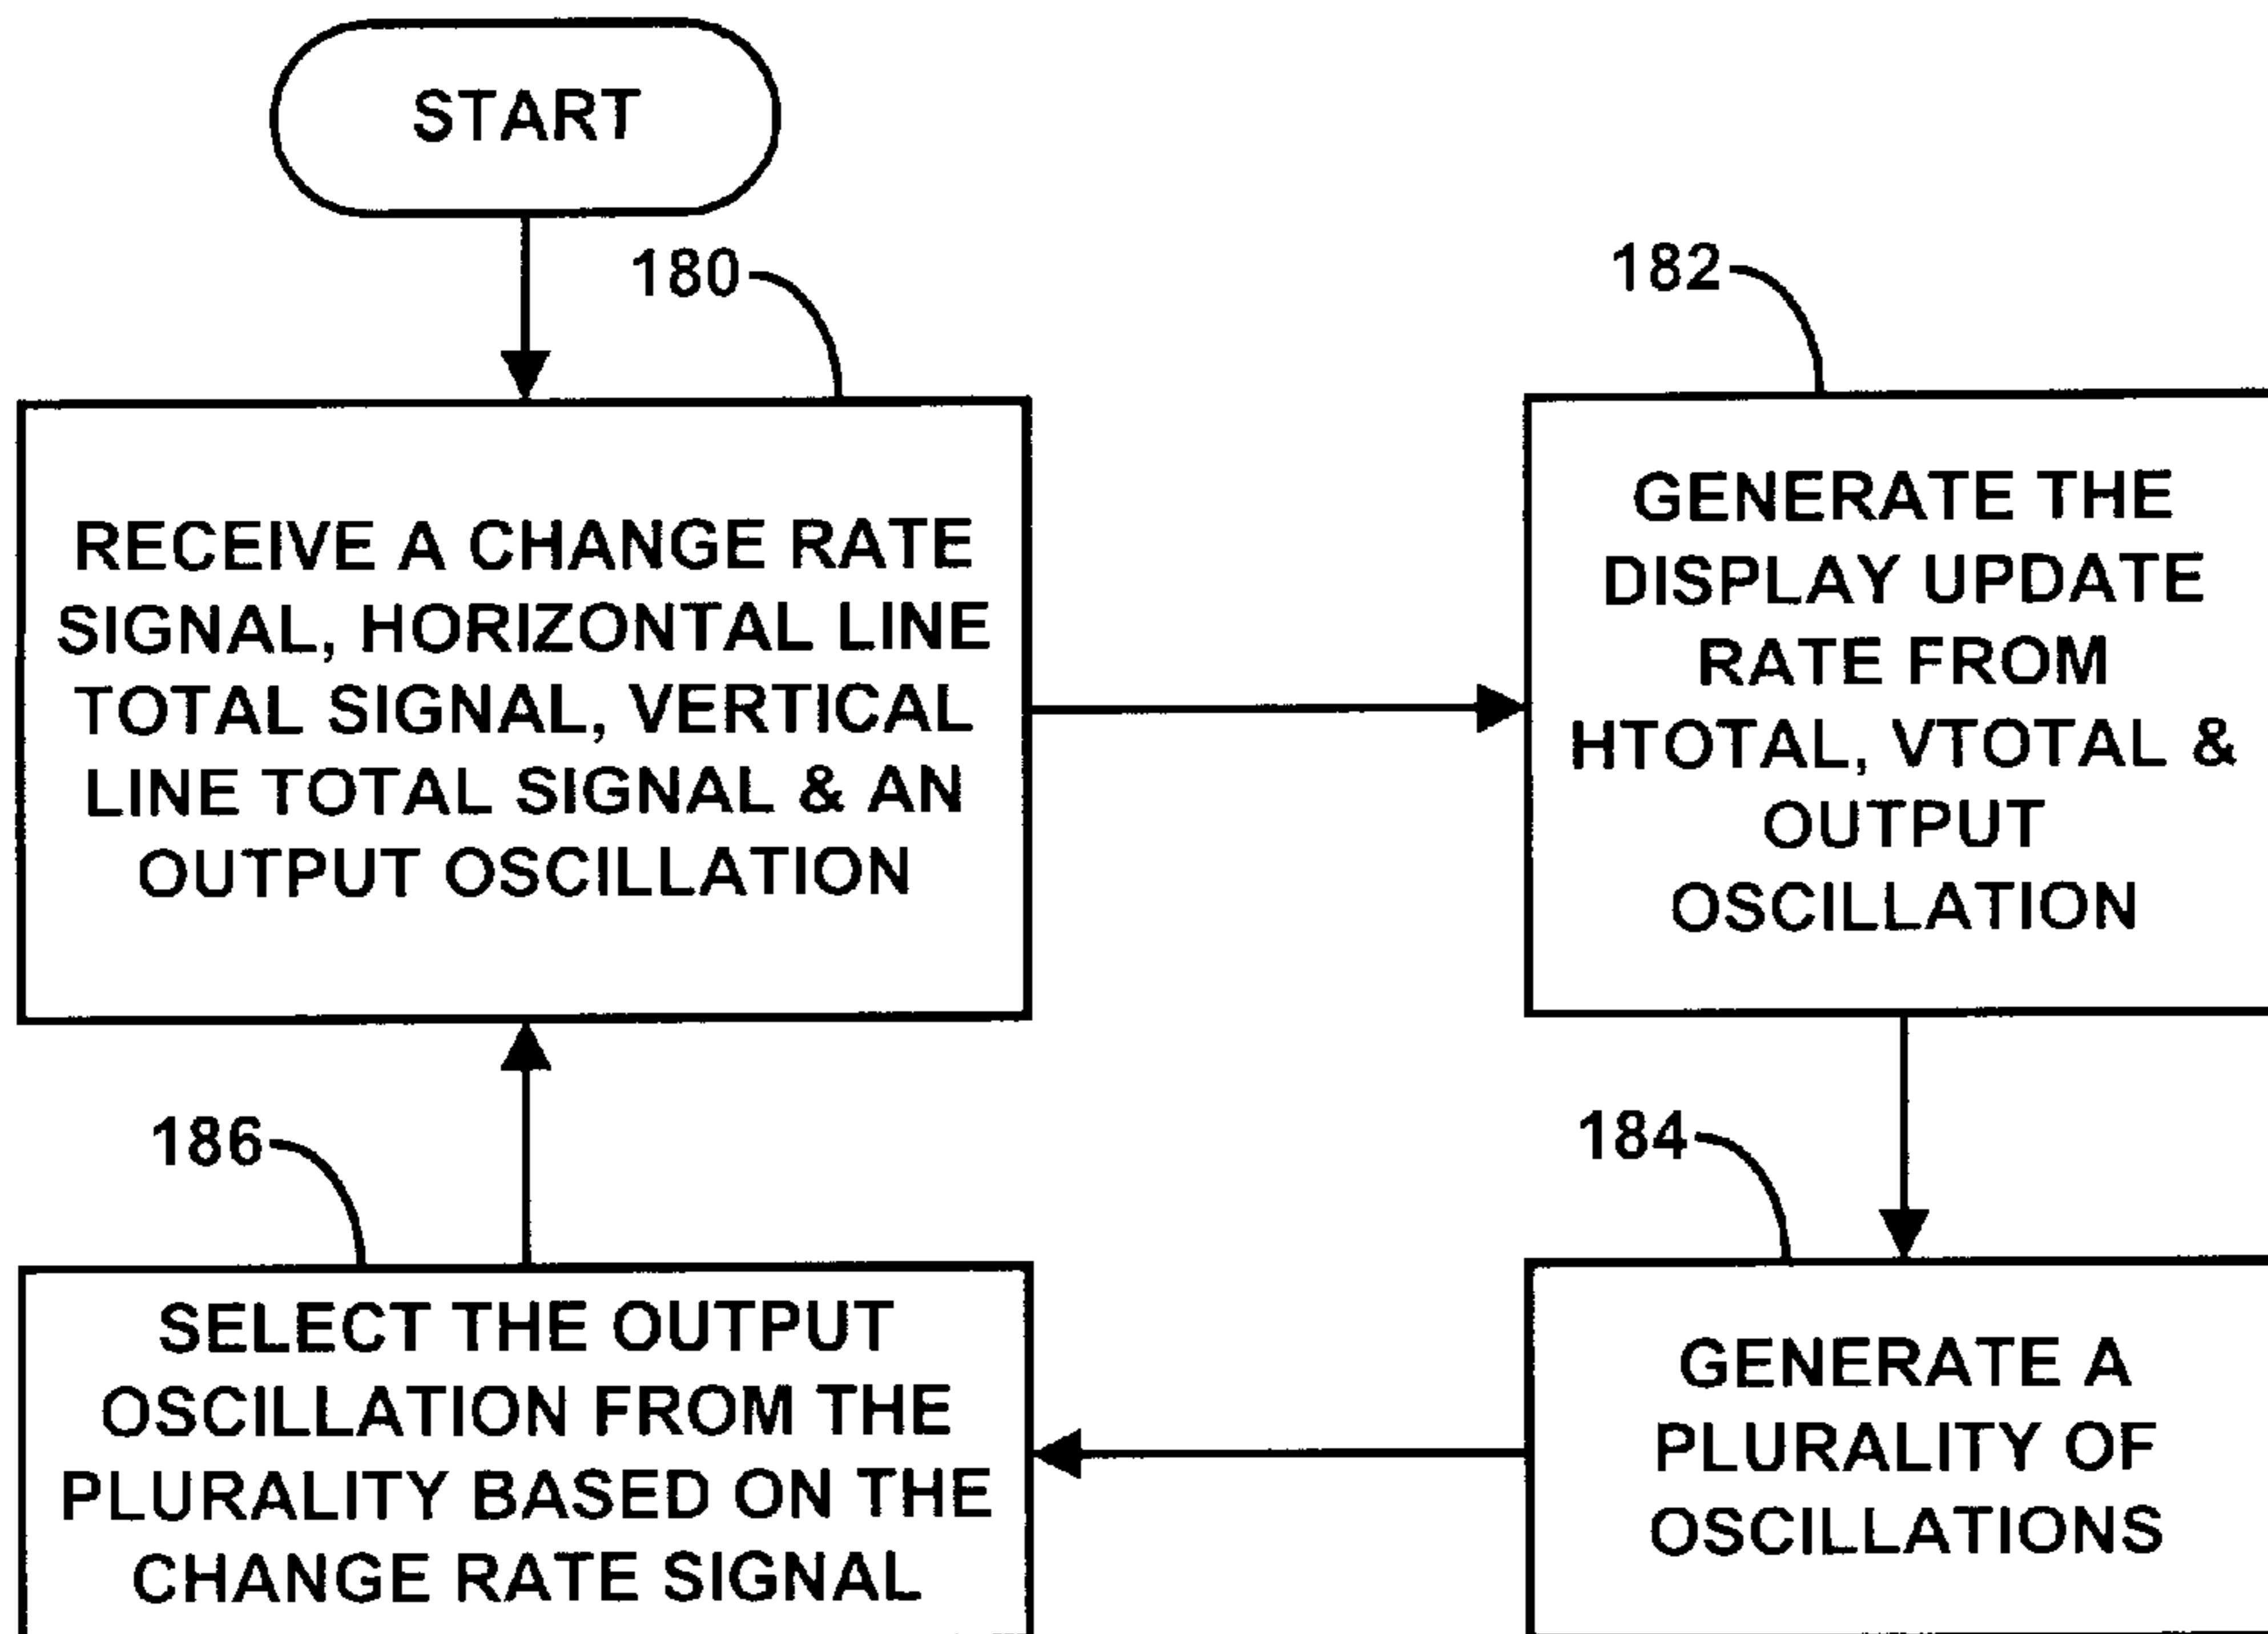 START
180
RECEIVE A CHANGE RATE
SIGNAL, HORIZONTAL LINE
TOTAL SIGNAL, VERTICAL
LINE TOTAL SIGNAL & AN
OUTPUT OSCILLATION
182
GENERATE THE
DISPLAY UPDATE
RATE FROM
HTOTAL, VTOTAL &
OUTPUT
OSCILLATION
184
GENERATE A
PLURALITY OF
OSCILLATIONS
186
SELECT THE OUTPUT
OSCILLATION FROM THE
PLURALITY BASED ON THE
CHANGE RATE SIGNAL